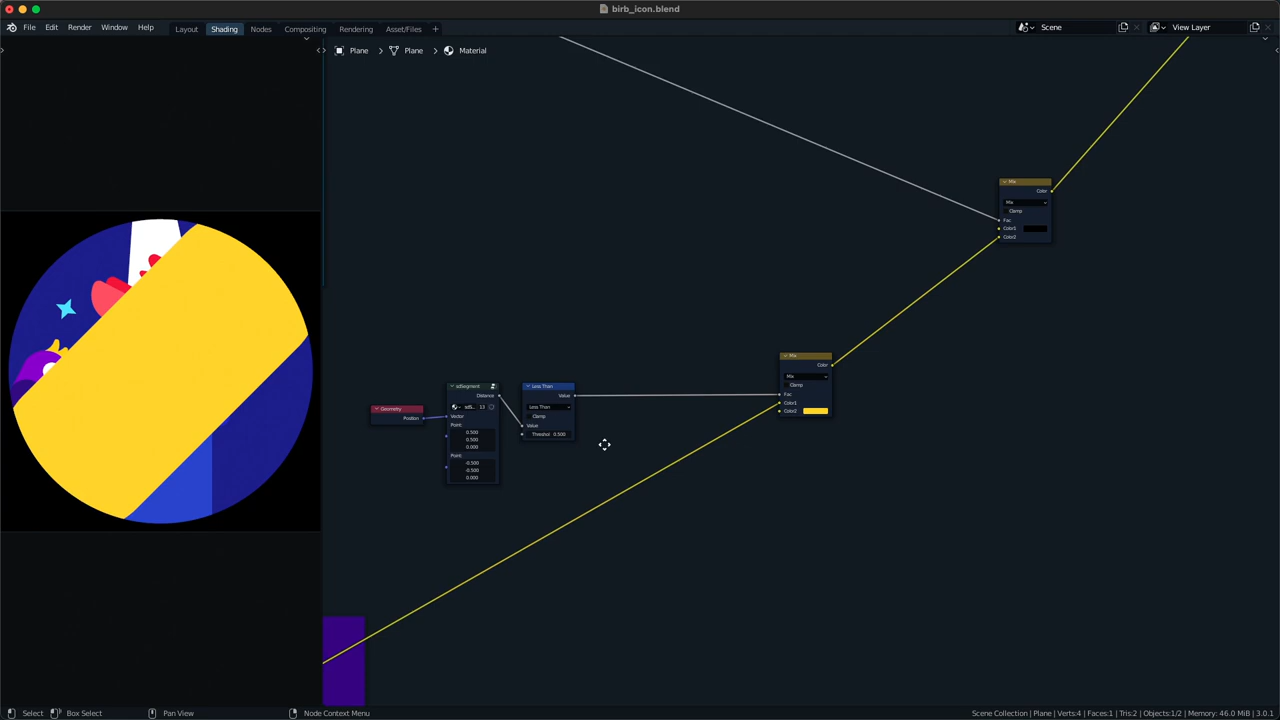 birb_icon.blend
File Edit Render Window Help Layout Shading Nodes Compositing Rendering Asset/Files + Scene View Layer
Plane > Plane > Material
Mix
Color
Mix
Clamp
Fac
Color1
Color2
Mix
Color
Mix
Clamp
Fac
Color1
Color2
Geometry
Position
sdSegment
Distance
sdS... 13
Vector
Point:
0.500
0.500
0.000
Point:
-0.500
-0.500
0.000
Less Than
Value
Less Than
Clamp
Value
Threshol 0.500
Select Box Select Pan View Node Context Menu Scene Collection | Plane | Verts:4 | Faces:1 | Tris:2 | Objects:1/2 | Memory: 46.0 MiB | 3.0.1